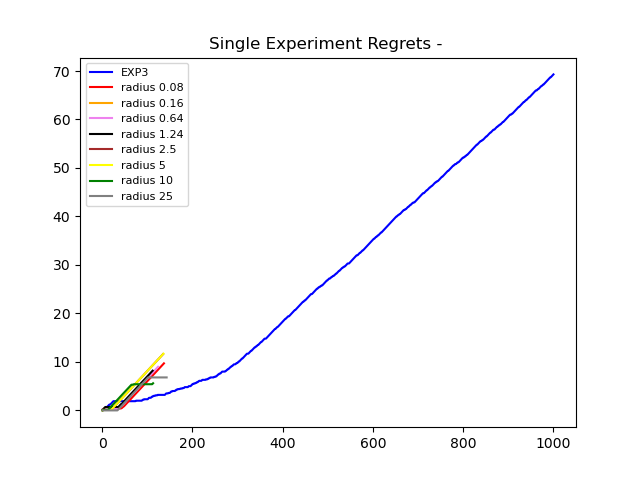 Single Experiment Regrets -
70
60
50
40
30
20
10
0
EXP3
radius 0.08
radius 0.16
radius 0.64
radius 1.24
radius 2.5
radius 5
radius 10
radius 25
0 200 400 600 800 1000